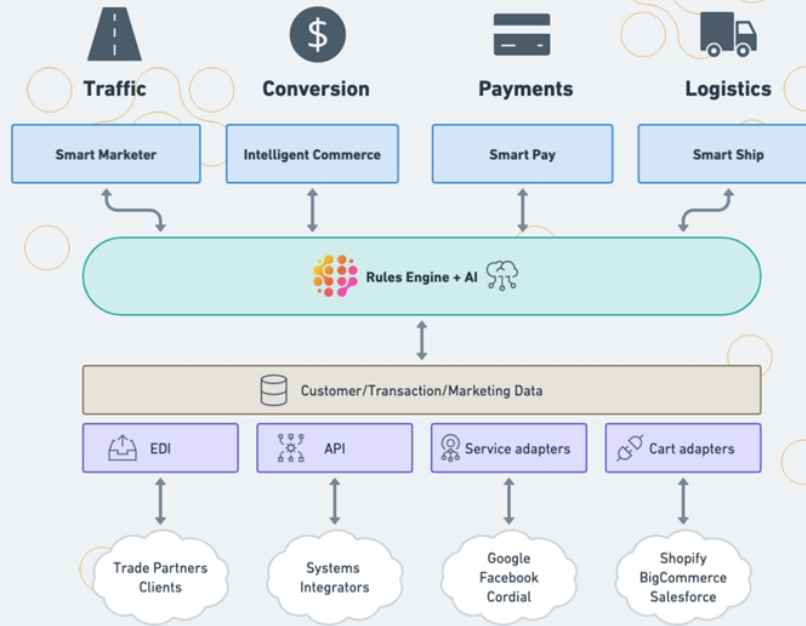 Traffic
Conversion
Payments
Logistics
Smart Marketer
Intelligent Commerce
Smart Pay
Smart Ship
Rules Engine + AI
Customer/Transaction/Marketing Data
EDI
API
Service adapters
Cart adapters
Trade Partners
Clients
Systems
Integrators
Google
Facebook
Cordial
Shopify
BigCommerce
Salesforce